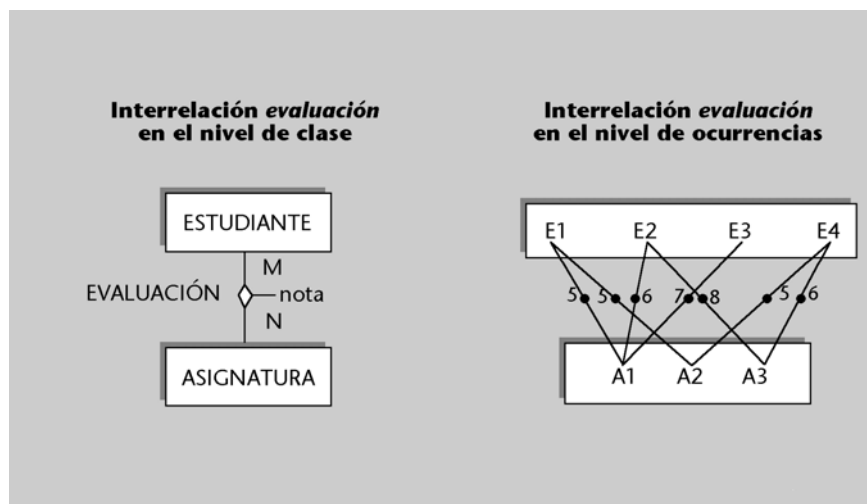 Interrelación evaluación
en el nivel de clase
ESTUDIANTE
M
EVALUACIÓN
nota
N
ASIGNATURA
Interrelación evaluación
en el nivel de ocurrencias
E1 E2 E3 E4
5 5 6 7 8 5 6
A1 A2 A3